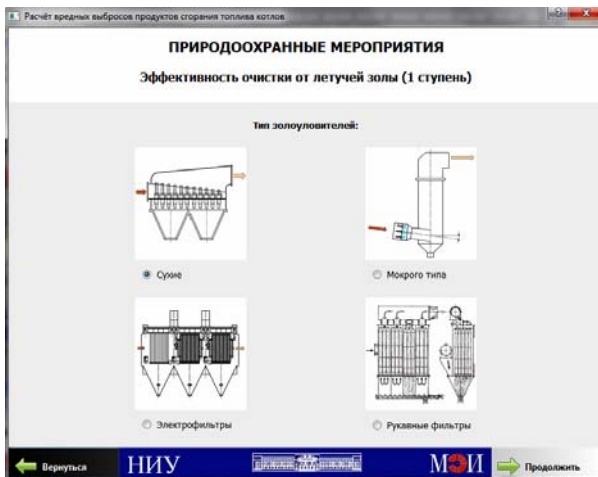 Расчёт вредных выбросов продуктов сгорания топлива котлов
ПРИРОДООХРАННЫЕ МЕРОПРИЯТИЯ
Эффективность очистки от летучей золы (1 ступень)
Тип золоуловителей:
Сухие
Мокрого типа
Электрофильтры
Рукавные фильтры
Вернуться
НИУ
МЭИ
Продолжить